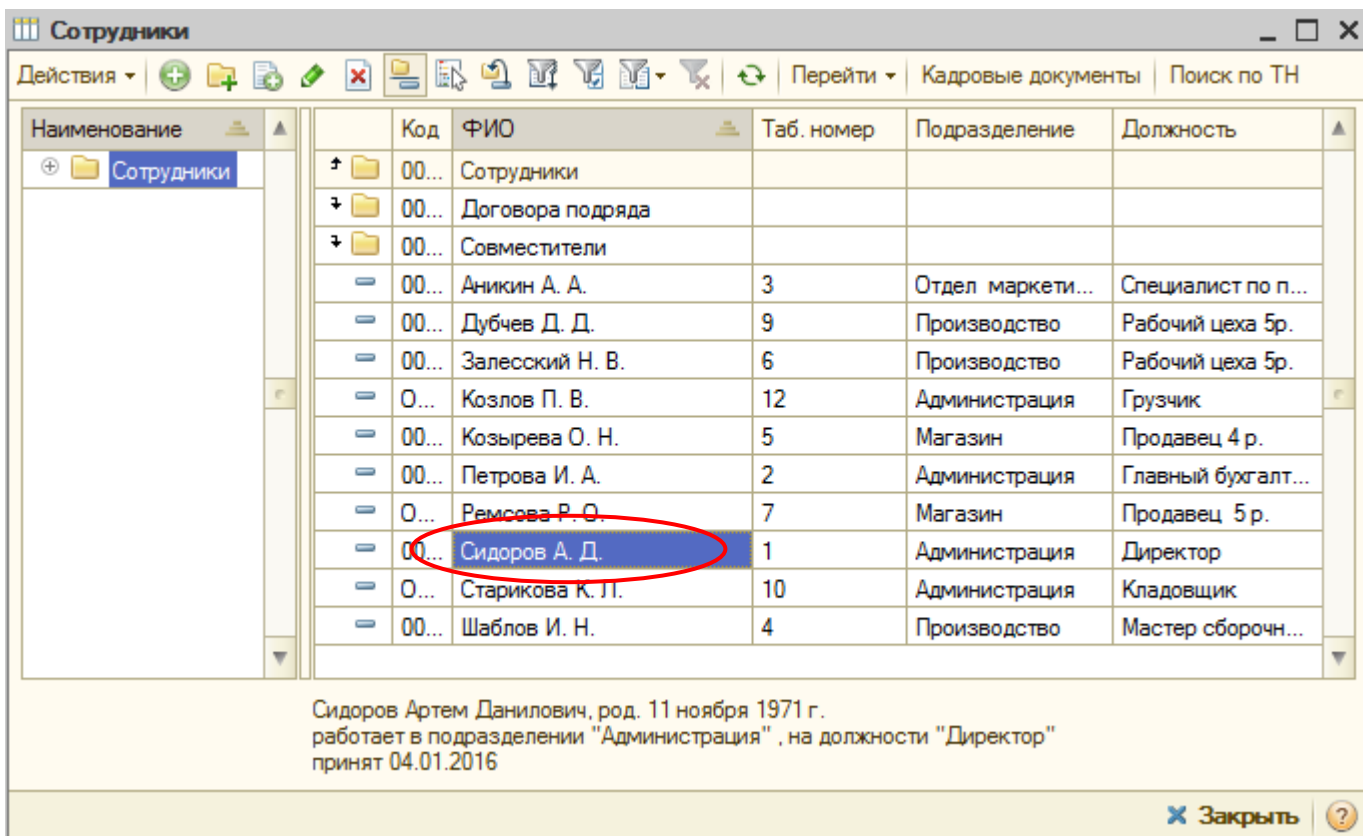 Сотрудники
Действия Перейти Кадровые документы Поиск по ТН
Наименование Код ФИО Таб. номер Подразделение Должность
Сотрудники 00... Сотрудники
00... Договора подряда
00... Совместители
00... Аникин А. А. 3 Отдел маркети... Специалист по п...
00... Дубчев Д. Д. 9 Производство Рабочий цеха 5р.
00... Залесский Н. В. 6 Производство Рабочий цеха 5р.
О... Козлов П. В. 12 Администрация Грузчик
00... Козырева О. Н. 5 Магазин Продавец 4 р.
00... Петрова И. А. 2 Администрация Главный бухгалт...
О... Ремсова Р. О. 7 Магазин Продавец 5 р.
00... Сидоров А. Д. 1 Администрация Директор
О... Старикова К. Л. 10 Администрация Кладовщик
00... Шаблов И. Н. 4 Производство Мастер сборочн...
Сидоров Артем Данилович, род. 11 ноября 1971 г.
работает в подразделении "Администрация" , на должности "Директор"
принят 04.01.2016
Закрыть ?